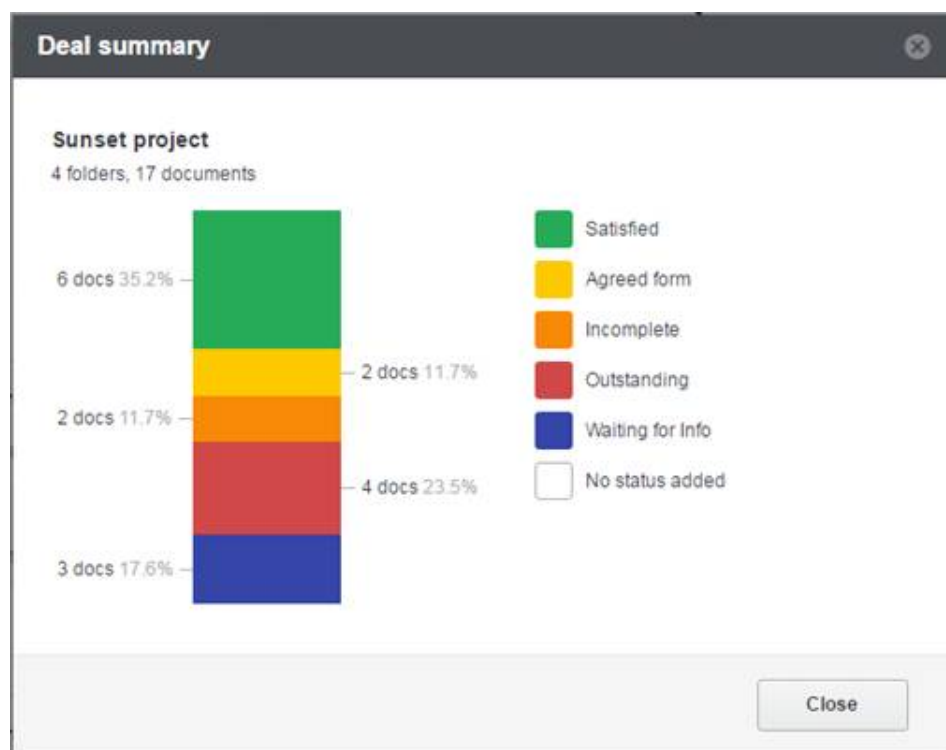 Deal summary
Sunset project
4 folders, 17 documents
6 docs 35.2%
2 docs 11.7%
2 docs 11.7%
4 docs 23.5%
3 docs 17.6%
Satisfied
Agreed form
Incomplete
Outstanding
Waiting for Info
No status added
Close